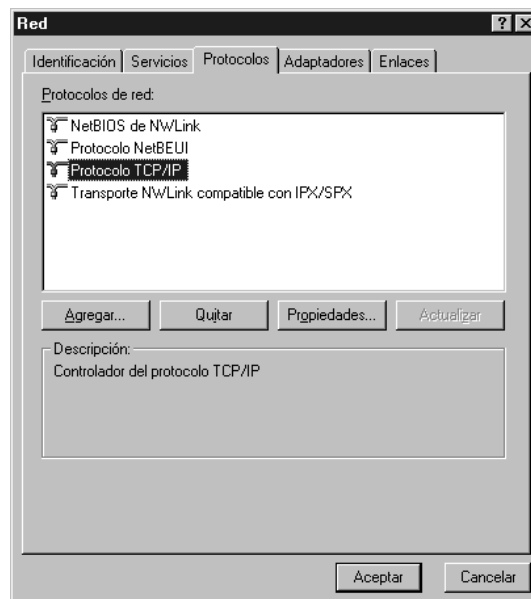 Red
Identificación Servicios Protocolos Adaptadores Enlaces
Protocolos de red:
NetBIOS de NWLink
Protocolo NetBEUI
Protocolo TCP/IP
Transporte NWLink compatible con IPX/SPX
Agregar... Quitar Propiedades... Actualizar
Descripción:
Controlador del protocolo TCP/IP
Aceptar Cancelar